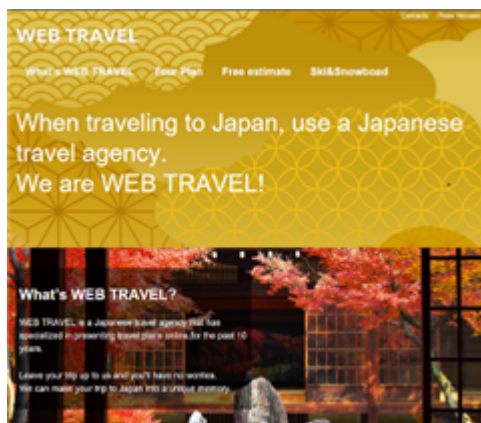 Contacts Press Releases
WEB TRAVEL
What's WEB TRAVEL Tour Plan Free estimate Ski&Snowboad
When traveling to Japan, use a Japanese
travel agency.
We are WEB TRAVEL!
What's WEB TRAVEL?
WEB TRAVEL is a Japanese travel agency that has
specialized in presenting travel plans online for the past 10
years.
Leave your trip up to us and you'll have no worries.
We can make your trip to Japan into a unique memory.